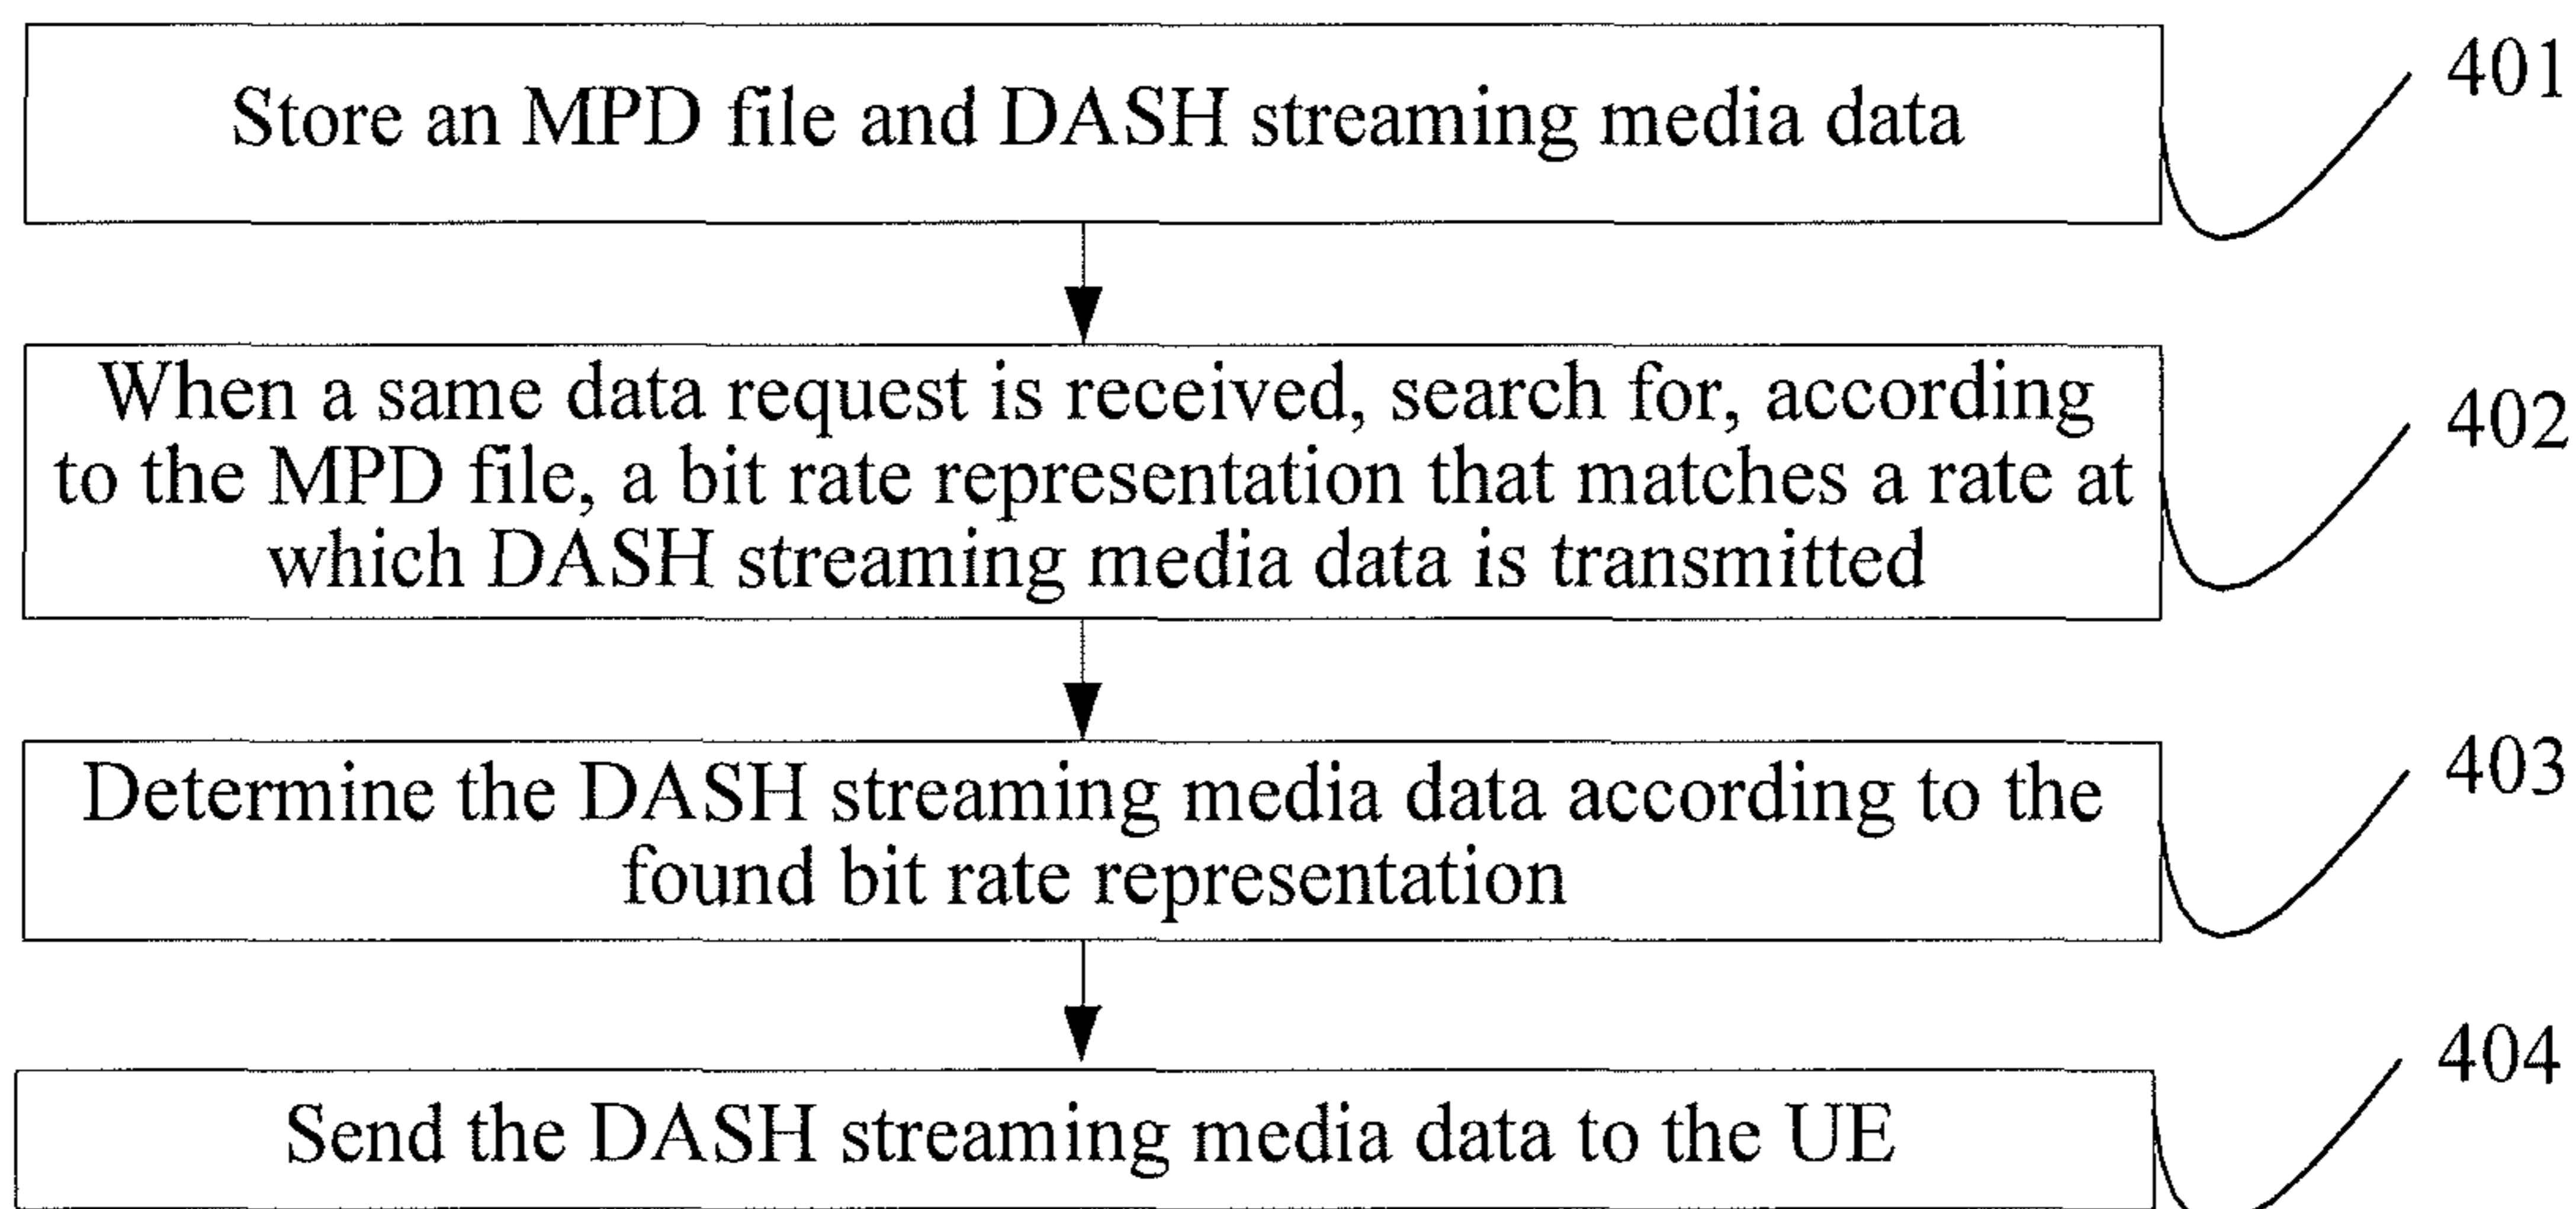 Store an MPD file and DASH streaming media data
401
When a same data request is received, search for, according
to the MPD file, a bit rate representation that matches a rate at
which DASH streaming media data is transmitted
402
Determine the DASH streaming media data according to the
found bit rate representation
403
Send the DASH streaming media data to the UE
404